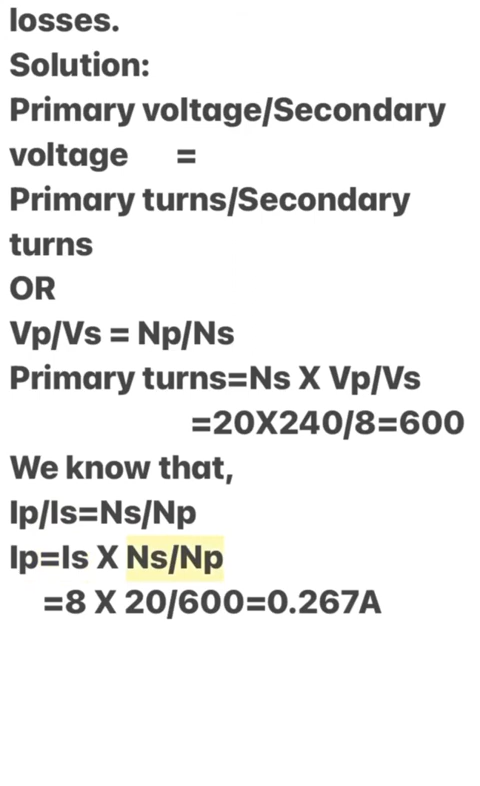 losses.
Solution:
Primary voltage/Secondary
voltage =
Primary turns/Secondary
turns
OR
Vp/Vs = Np/Ns
Primary turns=Ns X Vp/Vs
=20X240/8=600
We know that,
Ip/Is=Ns/Np
Ip=Is X Ns/Np
=8 X 20/600=0.267A